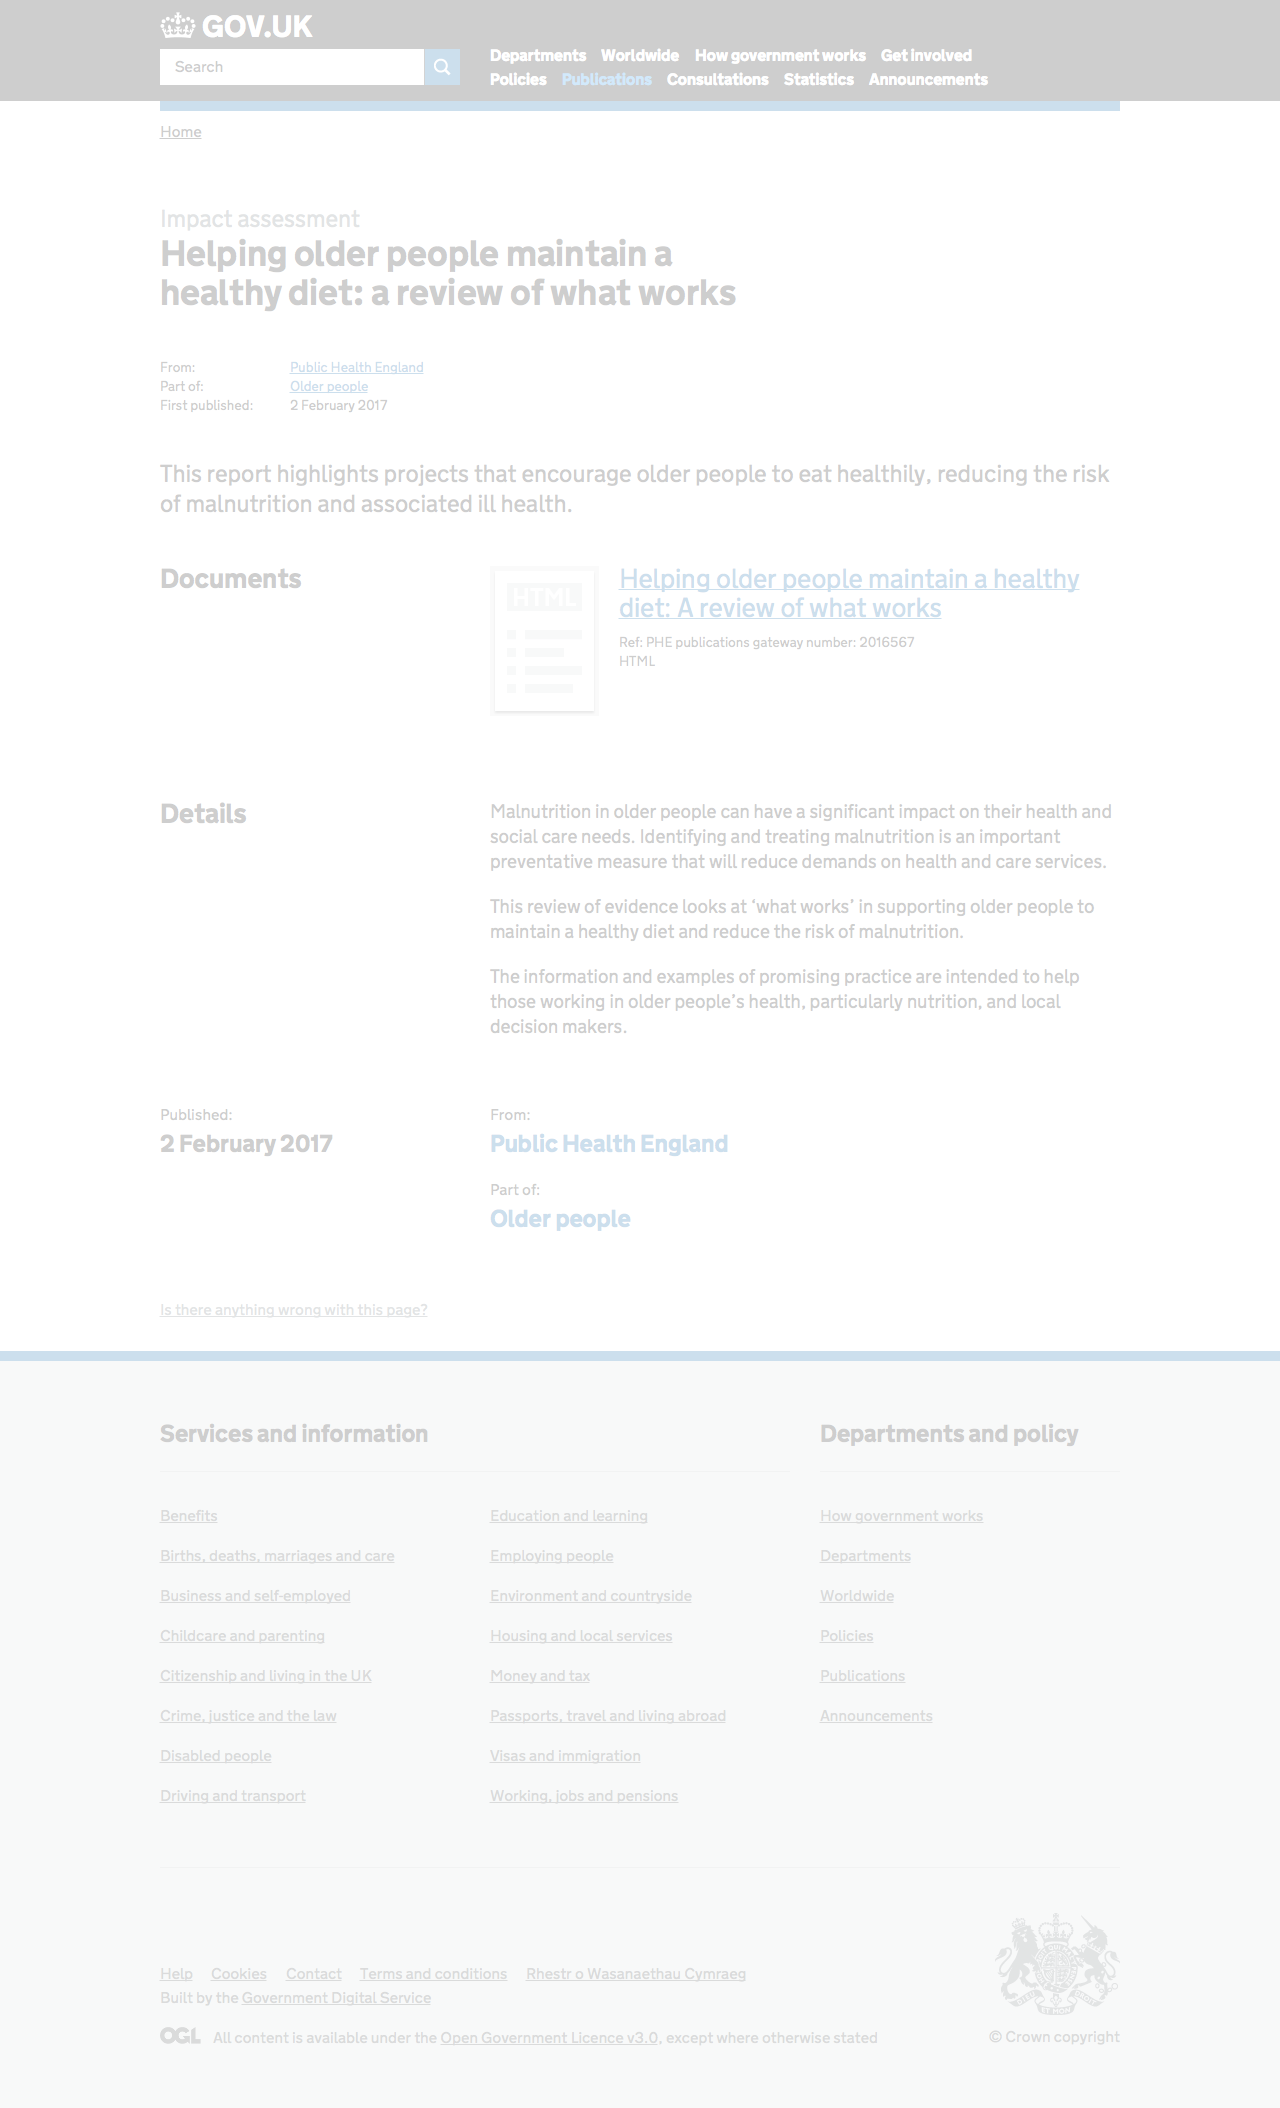 GOV.UK
Search
Departments Worldwide How government works Get involved
Policies Publications Consultations Statistics Announcements
Home
Impact assessment
Helping older people maintain a
healthy diet: a review of what works
From: Public Health England
Part of: Older people
First published: 2 February 2017
This report highlights projects that encourage older people to eat healthily, reducing the risk
of malnutrition and associated ill health.
Documents
HTML
Helping older people maintain a healthy
diet: A review of what works
Ref: PHE publications gateway number: 2016567
HTML
Details
Malnutrition in older people can have a significant impact on their health and
social care needs. Identifying and treating malnutrition is an important
preventative measure that will reduce demands on health and care services.
This review of evidence looks at ‘what works’ in supporting older people to
maintain a healthy diet and reduce the risk of malnutrition.
The information and examples of promising practice are intended to help
those working in older people’s health, particularly nutrition, and local
decision makers.
Published:
2 February 2017
From:
Public Health England
Part of:
Older people
Is there anything wrong with this page?
Services and information
Benefits
Births, deaths, marriages and care
Business and self-employed
Childcare and parenting
Citizenship and living in the UK
Crime, justice and the law
Disabled people
Driving and transport
Education and learning
Employing people
Environment and countryside
Housing and local services
Money and tax
Passports, travel and living abroad
Visas and immigration
Working, jobs and pensions
Departments and policy
How government works
Departments
Worldwide
Policies
Publications
Announcements
Help Cookies Contact Terms and conditions Rhestr o Wasanaethau Cymraeg
Built by the Government Digital Service
OGL All content is available under the Open Government Licence v3.0, except where otherwise stated
© Crown copyright